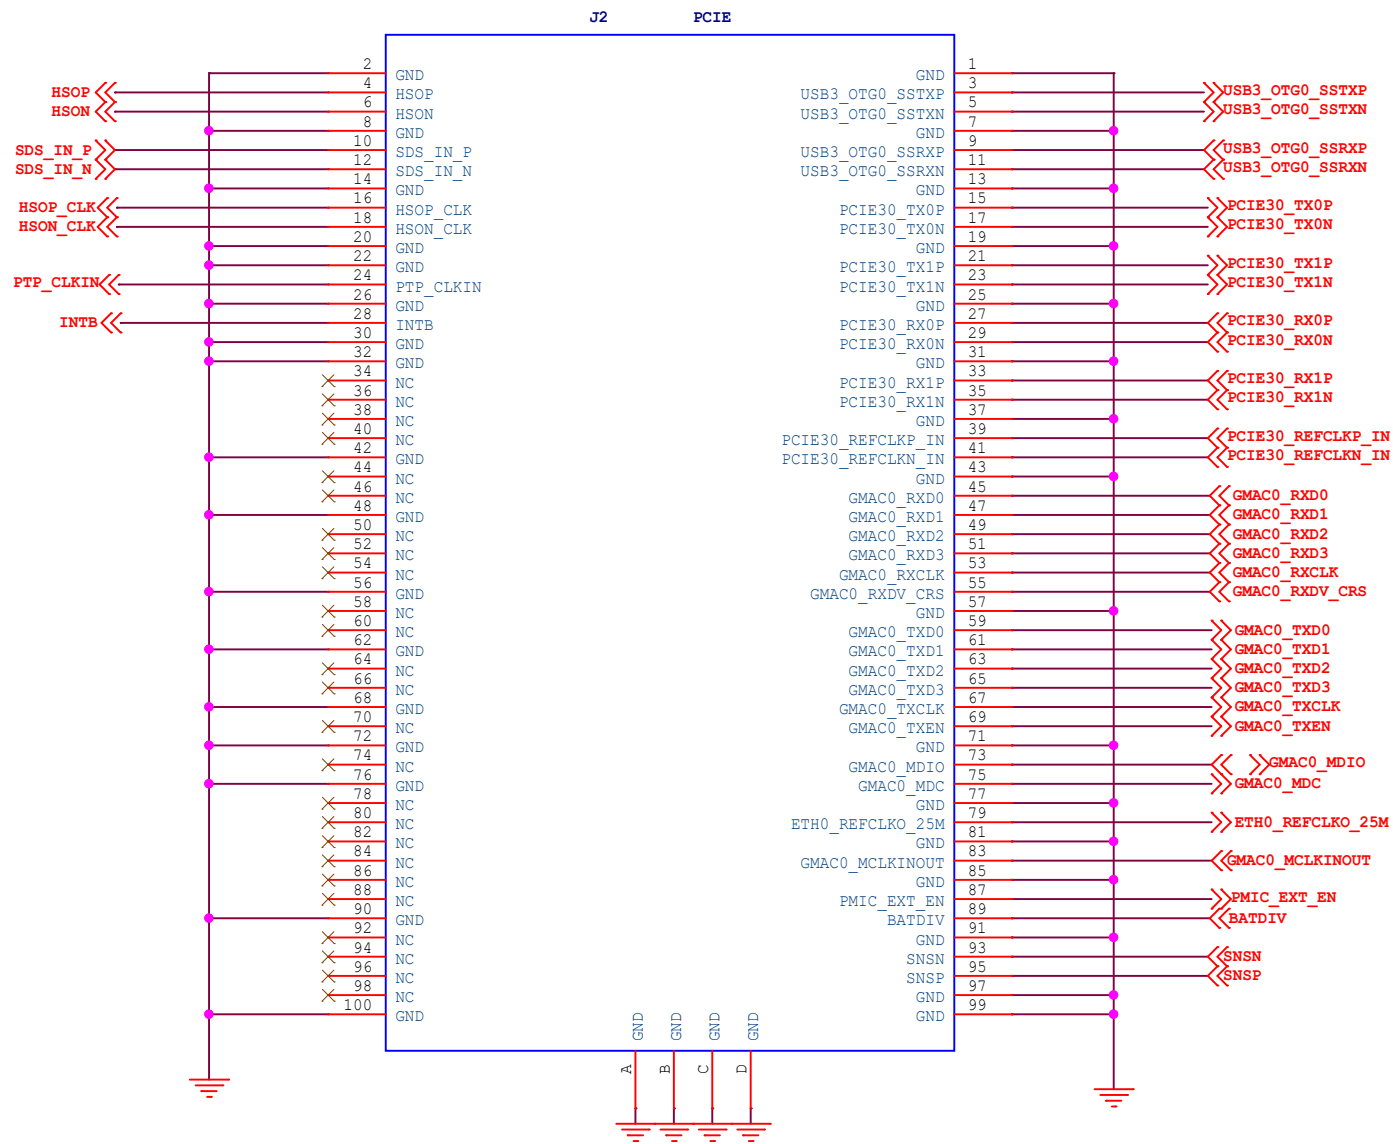 J2 PCIE
2 GND GND 1
HSOP 4 HSOP USB3_OTG0_SSTXP 3 USB3_OTG0_SSTXP
HSON 6 HSON USB3_OTG0_SSTXN 5 USB3_OTG0_SSTXN
8 GND GND 7
SDS_IN_P 10 SDS_IN_P USB3_OTG0_SSRXP 9 USB3_OTG0_SSRXP
SDS_IN_N 12 SDS_IN_N USB3_OTG0_SSRXN 11 USB3_OTG0_SSRXN
14 GND GND 13
HSOP_CLK 16 HSOP_CLK PCIE30_TX0P 15 PCIE30_TX0P
HSON_CLK 18 HSON_CLK PCIE30_TX0N 17 PCIE30_TX0N
20 GND GND 19
22 GND PCIE30_TX1P 21 PCIE30_TX1P
PTP_CLKIN 24 PTP_CLKIN PCIE30_TX1N 23 PCIE30_TX1N
26 GND GND 25
INTB 28 INTB PCIE30_RX0P 27 PCIE30_RX0P
30 GND PCIE30_RX0N 29 PCIE30_RX0N
32 GND GND 31
34 NC PCIE30_RX1P 33 PCIE30_RX1P
36 NC PCIE30_RX1N 35 PCIE30_RX1N
38 NC GND 37
40 NC PCIE30_REFCLKP_IN 39 PCIE30_REFCLKP_IN
42 GND PCIE30_REFCLKN_IN 41 PCIE30_REFCLKN_IN
44 NC GND 43
46 NC GMAC0_RXD0 45 GMAC0_RXD0
48 GND GMAC0_RXD1 47 GMAC0_RXD1
50 NC GMAC0_RXD2 49 GMAC0_RXD2
52 NC GMAC0_RXD3 51 GMAC0_RXD3
54 NC GMAC0_RXCLK 53 GMAC0_RXCLK
56 GND GMAC0_RXDV_CRS 55 GMAC0_RXDV_CRS
58 NC GND 57
60 NC GMAC0_TXD0 59 GMAC0_TXD0
62 GND GMAC0_TXD1 61 GMAC0_TXD1
64 NC GMAC0_TXD2 63 GMAC0_TXD2
66 NC GMAC0_TXD3 65 GMAC0_TXD3
68 GND GMAC0_TXCLK 67 GMAC0_TXCLK
70 NC GMAC0_TXEN 69 GMAC0_TXEN
72 GND GND 71
74 NC GMAC0_MDIO 73 GMAC0_MDIO
76 GND GMAC0_MDC 75 GMAC0_MDC
78 NC GND 77
80 NC ETH0_REFCLKO_25M 79 ETH0_REFCLKO_25M
82 NC GND 81
84 NC GMAC0_MCLKINOUT 83 GMAC0_MCLKINOUT
86 NC GND 85
88 NC PMIC_EXT_EN 87 PMIC_EXT_EN
90 GND BATDIV 89 BATDIV
92 NC GND 91
94 NC SNSN 93 SNSN
96 NC SNSP 95 SNSP
98 NC GND 97
100 GND GND 99
GND GND GND GND
A B C D